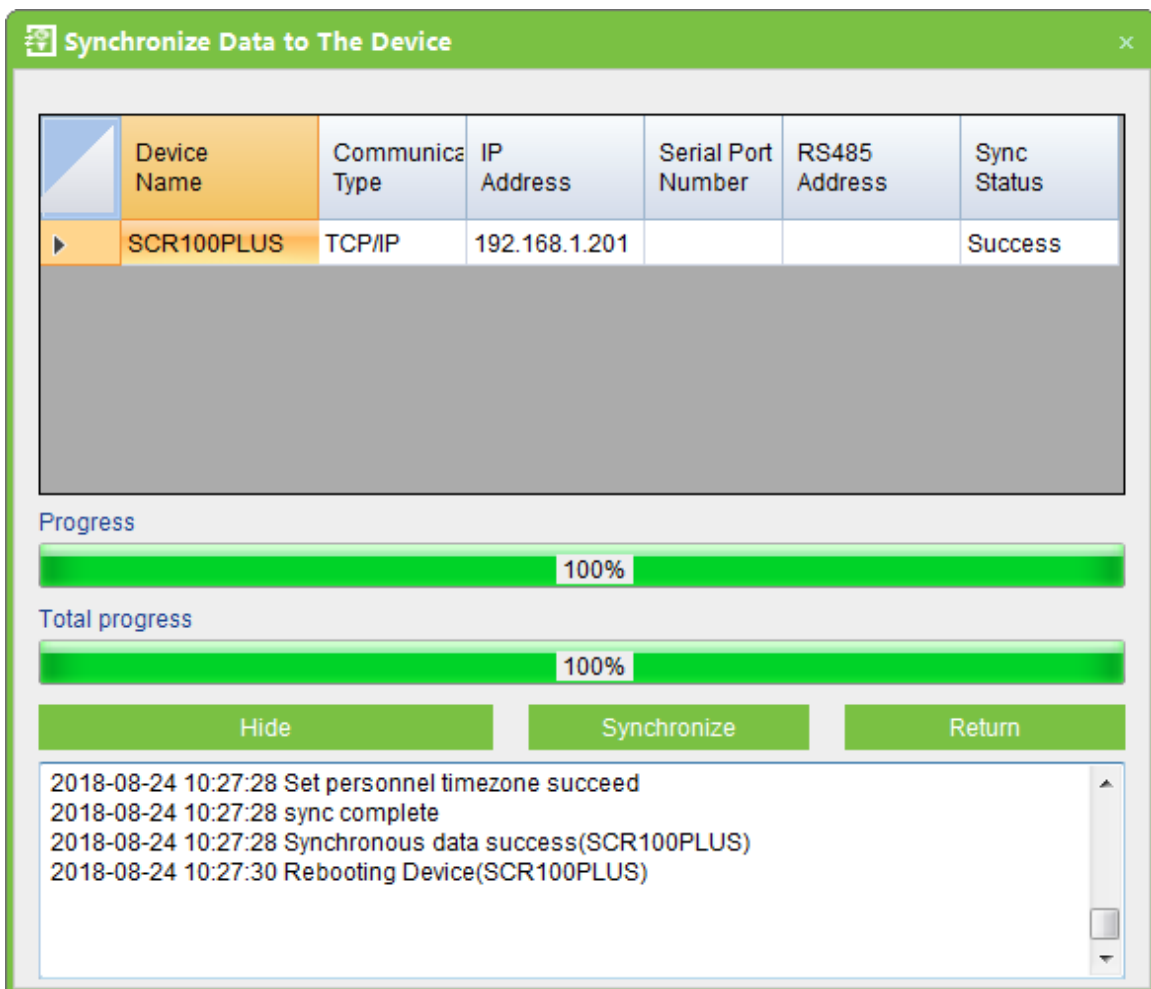 Synchronize Data to The Device
×
Device Name
Communica Type
IP Address
Serial Port Number
RS485 Address
Sync Status
SCR100PLUS TCP/IP 192.168.1.201 Success
Progress
100%
Total progress
100%
Hide Synchronize Return
2018-08-24 10:27:28 Set personnel timezone succeed
2018-08-24 10:27:28 sync complete
2018-08-24 10:27:28 Synchronous data success(SCR100PLUS)
2018-08-24 10:27:30 Rebooting Device(SCR100PLUS)